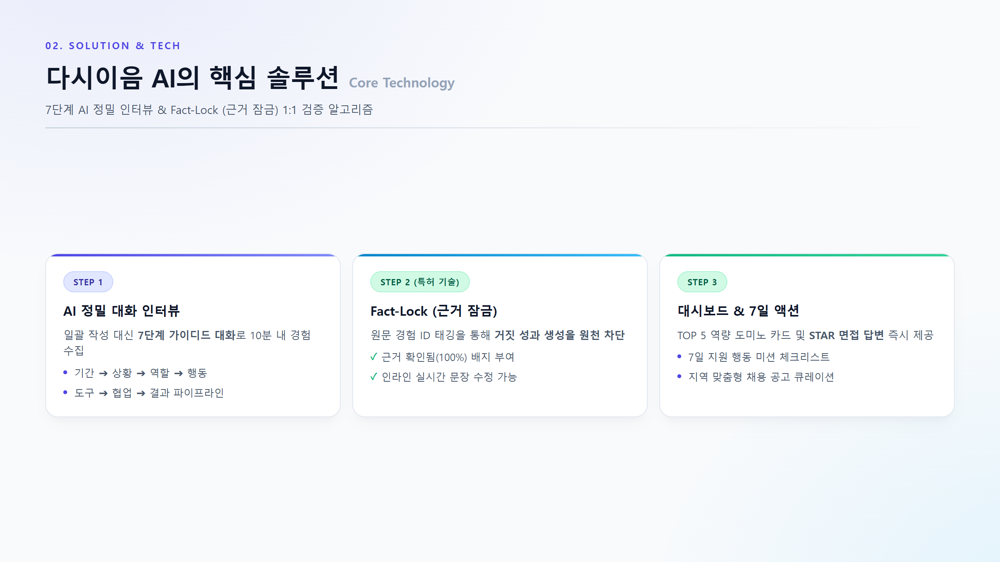 02. SOLUTION & TECH
다시이음 AI의 핵심 솔루션 Core Technology
7단계 AI 정밀 인터뷰 & Fact-Lock (근거 잠금) 1:1 검증 알고리즘
STEP 1
AI 정밀 대화 인터뷰
일괄 작성 대신 7단계 가이디드 대화로 10분 내 경험
수집
• 기간 ➔ 상황 ➔ 역할 ➔ 행동
• 도구 ➔ 협업 ➔ 결과 파이프라인
STEP 2 (특허 기술)
Fact-Lock (근거 잠금)
원문 경험 ID 태깅을 통해 거짓 성과 생성을 원천 차단
✓ 근거 확인됨(100%) 배지 부여
✓ 인라인 실시간 문장 수정 가능
STEP 3
대시보드 & 7일 액션
TOP 5 역량 도미노 카드 및 STAR 면접 답변 즉시 제공
• 7일 지원 행동 미션 체크리스트
• 지역 맞춤형 채용 공고 큐레이션